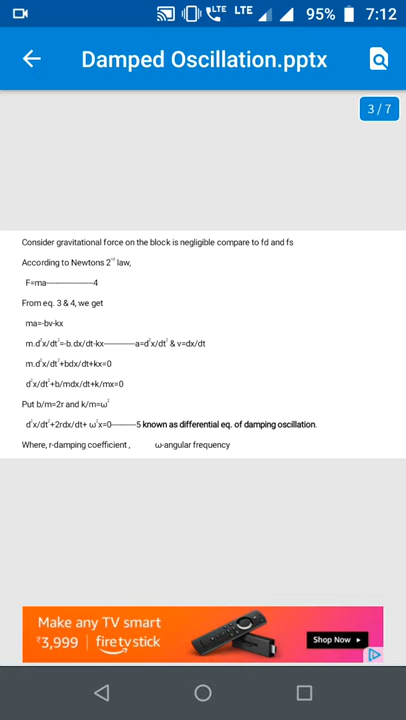 LTE LTE 95% 7:12
Damped Oscillation.pptx
3 / 7
Consider gravitational force on the block is negligible compare to fd and fs
According to Newtons 2nd law,
F=ma-----------------4
From eq. 3 & 4, we get
ma=-bv-kx
m.d²x/dt²=-b.dx/dt-kx-----------a=d²x/dt² & v=dx/dt
m.d²x/dt²+bdx/dt+kx=0
d²x/dt²+b/mdx/dt+k/mx=0
Put b/m=2r and k/m=ω²
d²x/dt²+2rdx/dt+ ω²x=0---------5 known as differential eq. of damping oscillation.
Where, r-damping coefficient , ω-angular frequency
Make any TV smart
₹3,999 | fire tv stick
Shop Now ▸